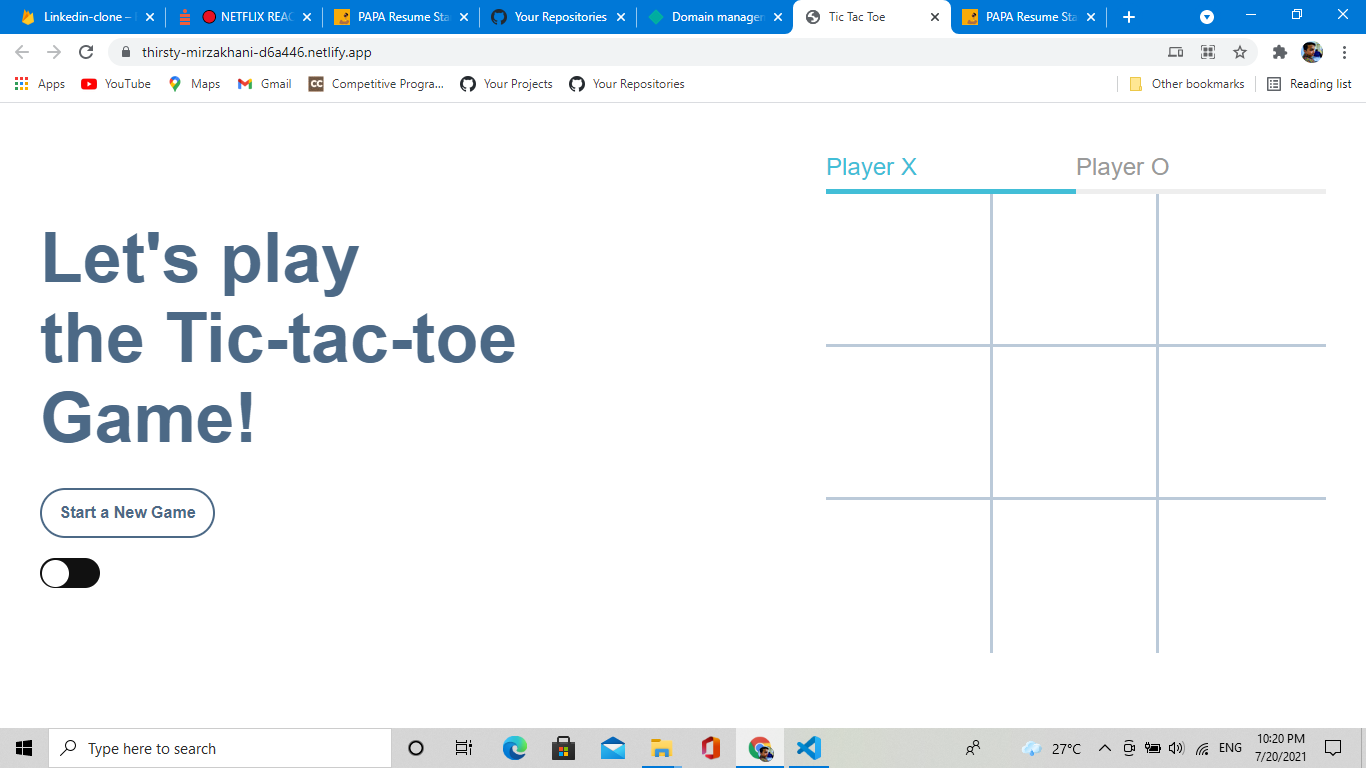 Linkedin-clone –
NETFLIX REAC
PAPA Resume Sta
Your Repositories
Domain managem
Tic Tac Toe
PAPA Resume Sta
thirsty-mirzakhani-d6a446.netlify.app
Apps
YouTube
Maps
Gmail
CC
Competitive Progra...
Your Projects
Your Repositories
Other bookmarks
Reading list
Player X
Player O
Let's play
the Tic-tac-toe
Game!
Start a New Game
Type here to search
27°C
ENG
10:20 PM
7/20/2021